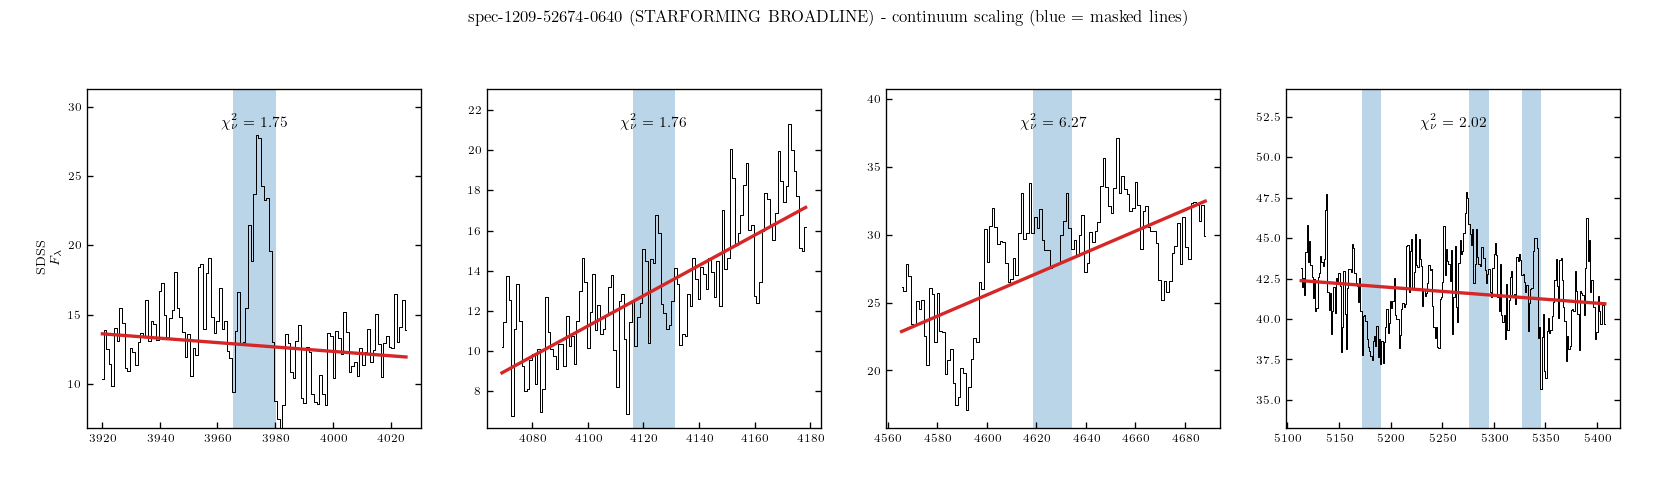 spec-1209-52674-0640 (STARFORMING BROADLINE) - continuum scaling (blue = masked lines)
SDSS
F_λ
χ²_ν = 1.75
30
25
20
15
10
3920 3940 3960 3980 4000 4020
χ²_ν = 1.76
22
20
18
16
14
12
10
8
4080 4100 4120 4140 4160 4180
χ²_ν = 6.27
40
35
30
25
20
4560 4580 4600 4620 4640 4660 4680
χ²_ν = 2.02
52.5
50.0
47.5
45.0
42.5
40.0
37.5
35.0
5100 5150 5200 5250 5300 5350 5400